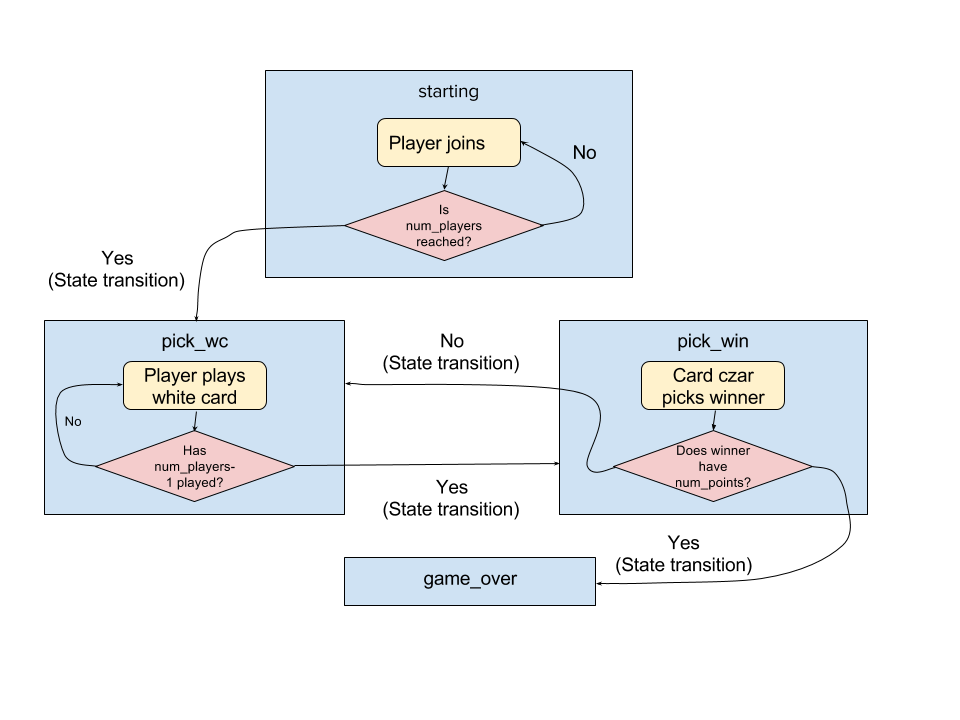 starting
Player joins
No
Is
num_players
reached?
Yes
(State transition)
pick_wc
Player plays
white card
No
Has
num_players-
1 played?
No
(State transition)
Yes
(State transition)
pick_win
Card czar
picks winner
Does winner
have
num_points?
Yes
(State transition)
game_over